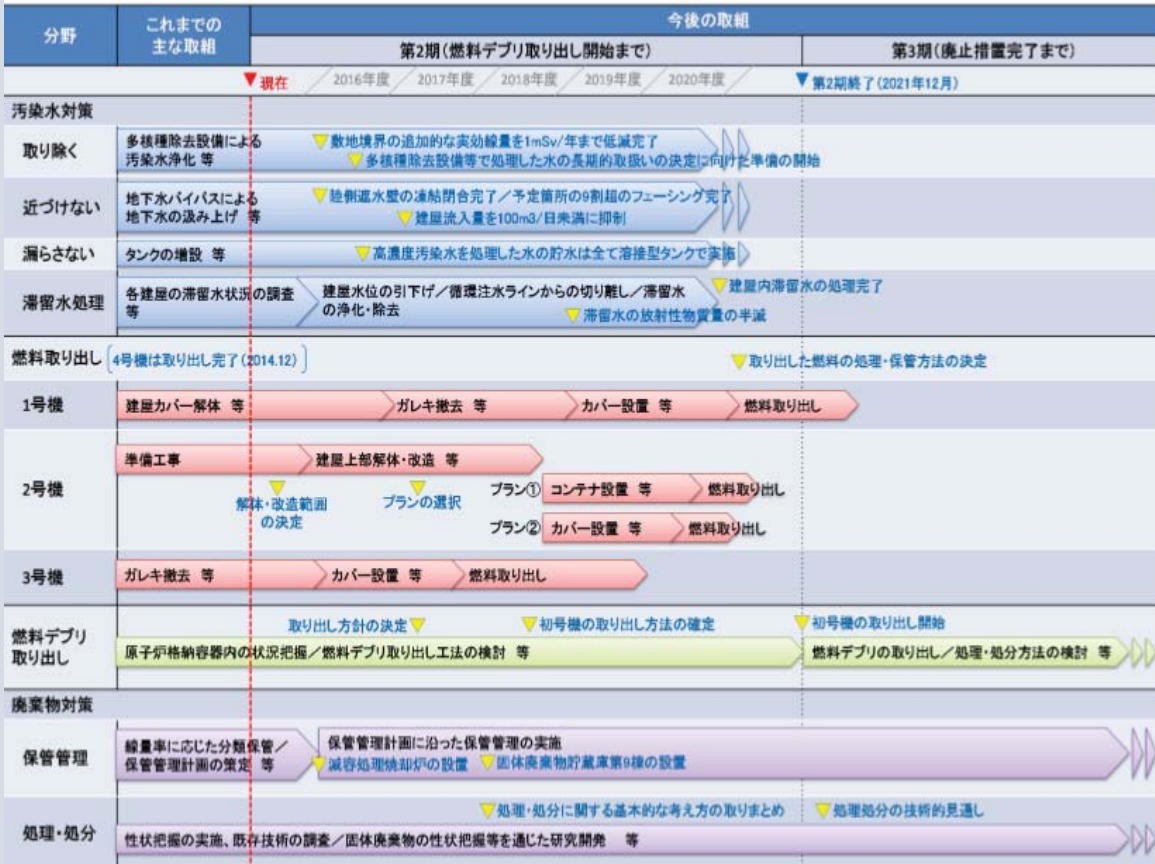 分野
これまでの
主な取組
今後の取組
第2期(燃料デブリ取り出し開始まで)
第3期(廃止措置完了まで)
▼現在
2016年度
2017年度
2018年度
2019年度
2020年度
▼第2期終了(2021年12月)
汚染水対策
取り除く
多核種除去設備による
汚染水浄化 等
▼敷地境界の追加的な実効線量を1mSv/年まで低減完了
▼多核種除去設備等で処理した水の長期的取扱いの決定に向けた準備の開始
近づけない
地下水バイパスによる
地下水の汲み上げ 等
▼陸側遮水壁の凍結閉合完了/予定箇所の9割超のフェーシング完了
▼建屋流入量を100m3/日未満に抑制
漏らさない
タンクの増設 等
▼高濃度汚染水を処理した水の貯水は全て溶接型タンクで実施
滞留水処理
各建屋の滞留水状況の調査
等
建屋水位の引下げ/循環注水ラインからの切り離し/滞留水
の浄化・除去
▼建屋内滞留水の処理完了
▼滞留水の放射性物質量の半減
燃料取り出し
4号機は取り出し完了(2014.12)
▼取り出した燃料の処理・保管方法の決定
1号機
建屋カバー解体 等
ガレキ撤去 等
カバー設置 等
燃料取り出し
2号機
準備工事
建屋上部解体・改造 等
解体・改造範囲
の決定
プランの選択
プラン① コンテナ設置 等
燃料取り出し
プラン② カバー設置 等
燃料取り出し
3号機
ガレキ撤去 等
カバー設置 等
燃料取り出し
燃料デブリ
取り出し
取り出し方針の決定▼
▼初号機の取り出し方法の確定
▼初号機の取り出し開始
原子炉格納容器内の状況把握/燃料デブリ取り出し工法の検討 等
燃料デブリの取り出し/処理・処分方法の検討 等
廃棄物対策
保管管理
線量率に応じた分類保管/
保管管理計画の策定 等
保管管理計画に沿った保管管理の実施
▼減容処理焼却炉の設置
▼固体廃棄物貯蔵庫第9棟の設置
処理・処分
▼処理・処分に関する基本的な考え方の取りまとめ
▼処理処分の技術的見通し
性状把握の実施、既存技術の調査/固体廃棄物の性状把握等を通じた研究開発 等